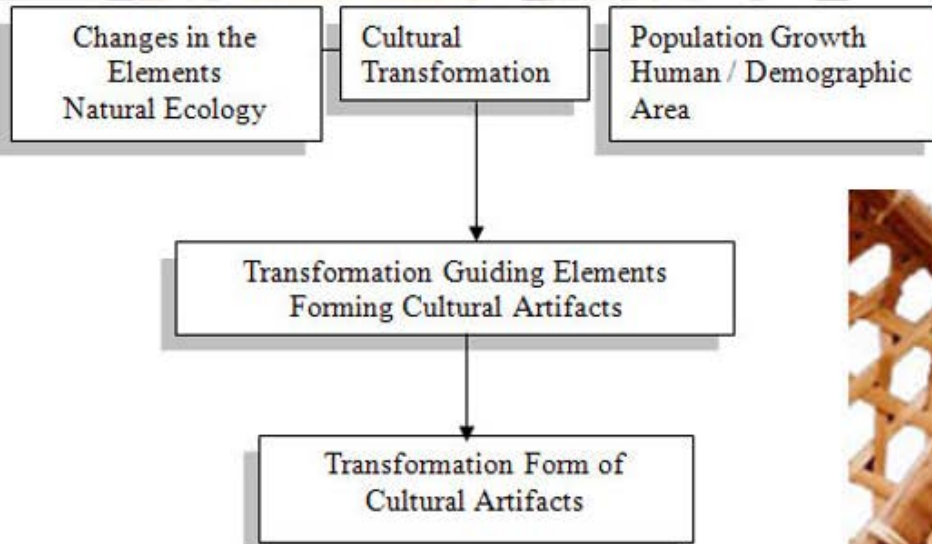 Changes in the
Elements
Natural Ecology
Cultural
Transformation
Population Growth
Human / Demographic
Area
Transformation Guiding Elements
Forming Cultural Artifacts
Transformation Form of
Cultural Artifacts